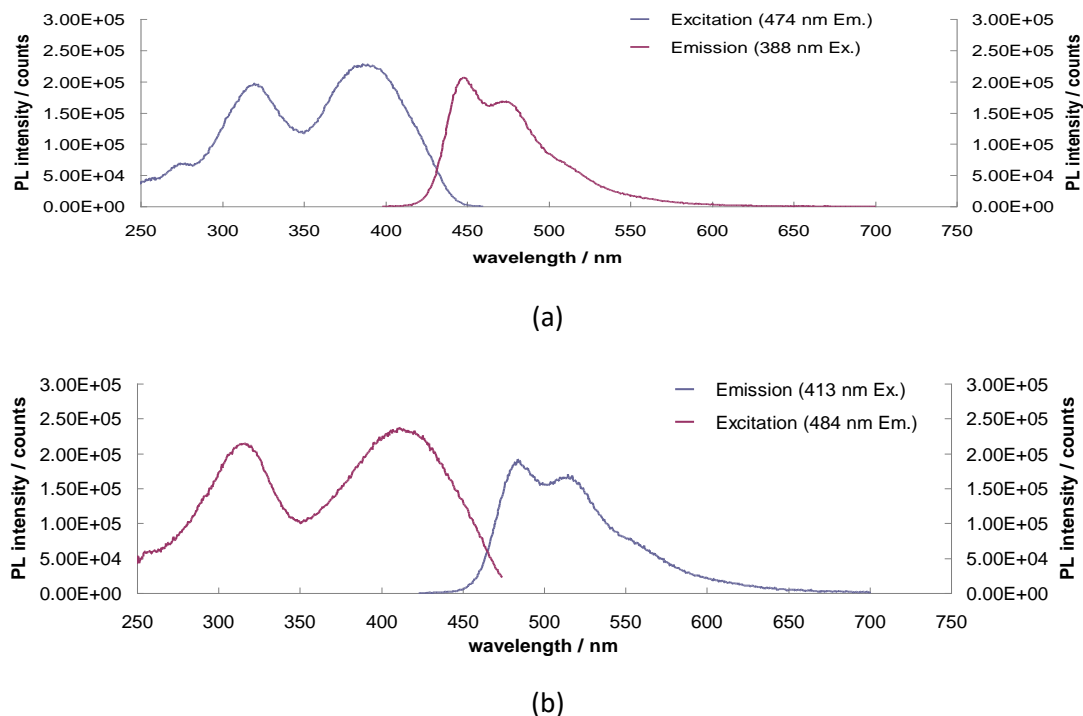 3.00E+05
2.50E+05
2.00E+05
1.50E+05
1.00E+05
5.00E+04
0.00E+00
PL intensity / counts
Excitation (474 nm Em.)
Emission (388 nm Ex.)
3.00E+05
2.50E+05
2.00E+05
1.50E+05
1.00E+05
5.00E+04
0.00E+00
PL intensity / counts
250 300 350 400 450 500 550 600 650 700 750
wavelength / nm
(a)
3.00E+05
2.50E+05
2.00E+05
1.50E+05
1.00E+05
5.00E+04
0.00E+00
PL intensity / counts
Emission (413 nm Ex.)
Excitation (484 nm Em.)
3.00E+05
2.50E+05
2.00E+05
1.50E+05
1.00E+05
5.00E+04
0.00E+00
PL intensity / counts
250 300 350 400 450 500 550 600 650 700 750
wavelength / nm
(b)